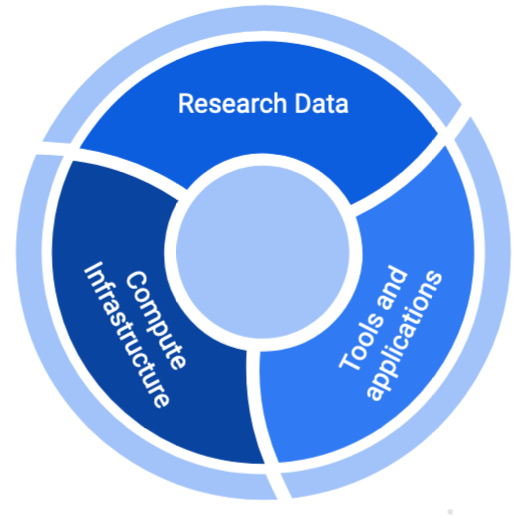 Research Data
Compute
Infrastructure
Tools and
applications